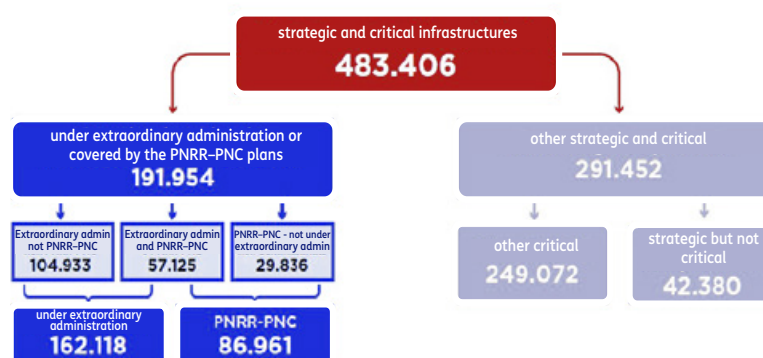 strategic and critical infrastructures
483.406
under extraordinary administration or
covered by the PNRR-PNC plans
191.954
other strategic and critical
291.452
Extraordinary admin
not PNRR-PNC
104.933
Extraordinary admin
and PNRR-PNC
57.125
PNRR-PNC - not under
extraordinary admin
29.836
other critical
249.072
strategic but not
critical
42.380
under extraordinary
administration
162.118
PNRR-PNC
86.961